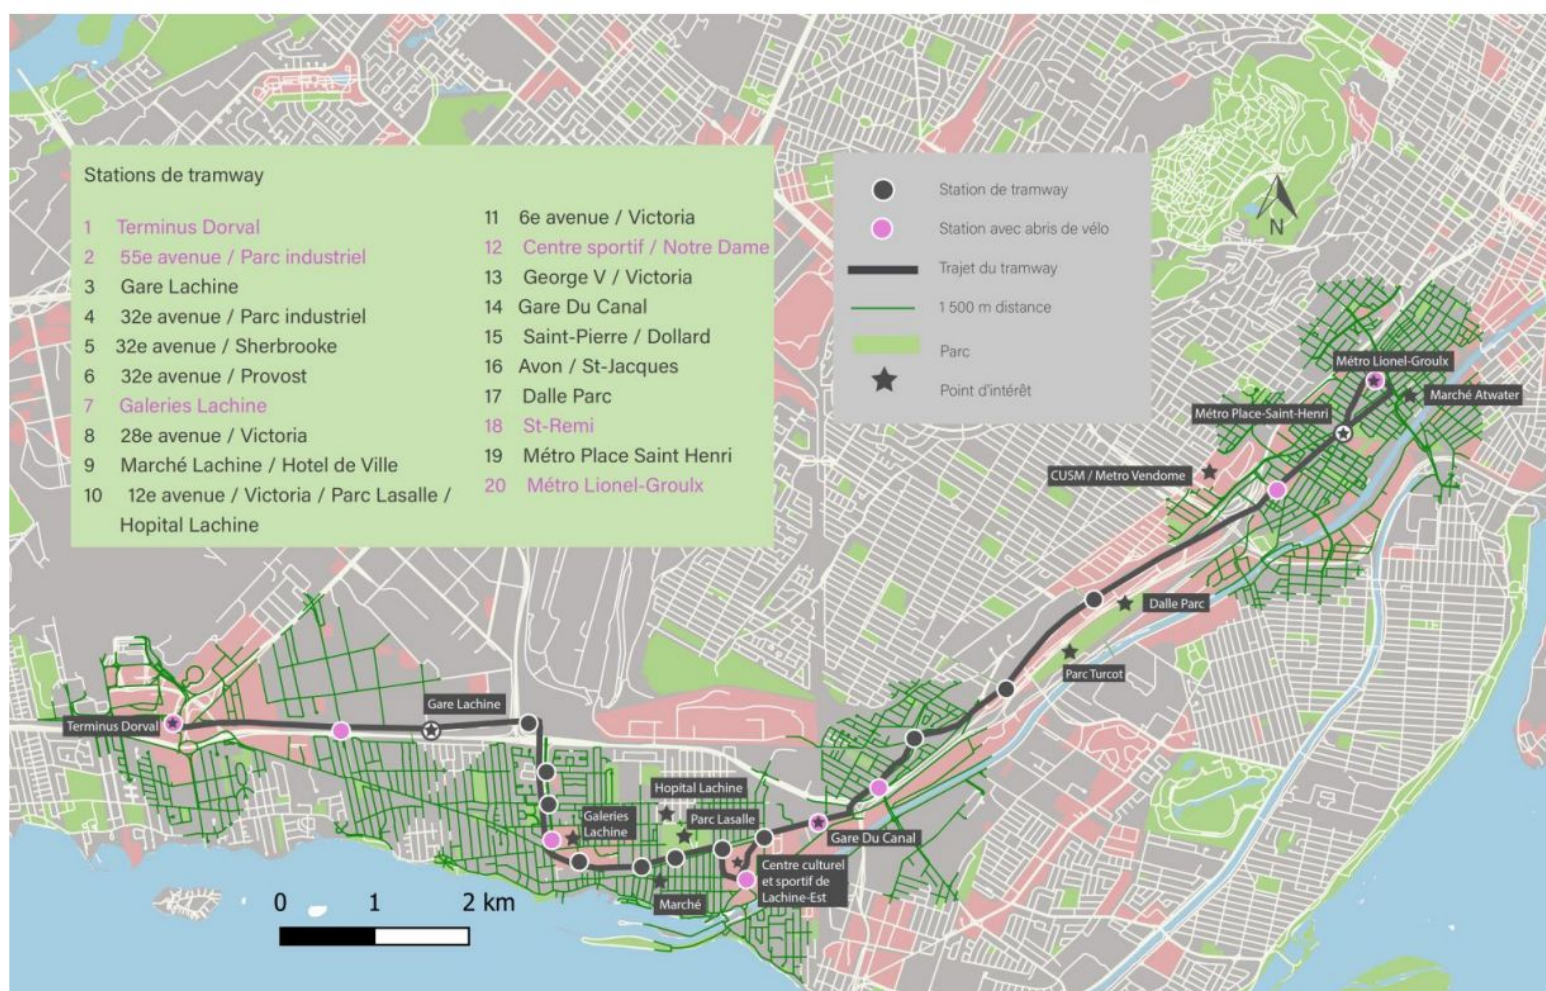 Stations de tramway
1 Terminus Dorval
2 55e avenue / Parc industriel
3 Gare Lachine
4 32e avenue / Parc industriel
5 32e avenue / Sherbrooke
6 32e avenue / Provost
7 Galeries Lachine
8 28e avenue / Victoria
9 Marché Lachine / Hotel de Ville
10 12e avenue / Victoria / Parc Lasalle /
Hopital Lachine
11 6e avenue / Victoria
12 Centre sportif / Notre Dame
13 George V / Victoria
14 Gare Du Canal
15 Saint-Pierre / Dollard
16 Avon / St-Jacques
17 Dalle Parc
18 St-Remi
19 Métro Place Saint Henri
20 Métro Lionel-Groulx
Station de tramway
Station avec abris de vélo
Trajet du tramway
1 500 m distance
Parc
Point d'intérêt
N
Métro Lionel-Groulx
Marché Atwater
Métro Place-Saint-Henri
CUSM / Metro Vendome
Dalle Parc
Parc Turcot
Gare Lachine
Terminus Dorval
Hopital Lachine
Galeries
Lachine
Parc Lasalle
Gare Du Canal
Centre culturel
et sportif de
Lachine-Est
Marché
0 1 2 km